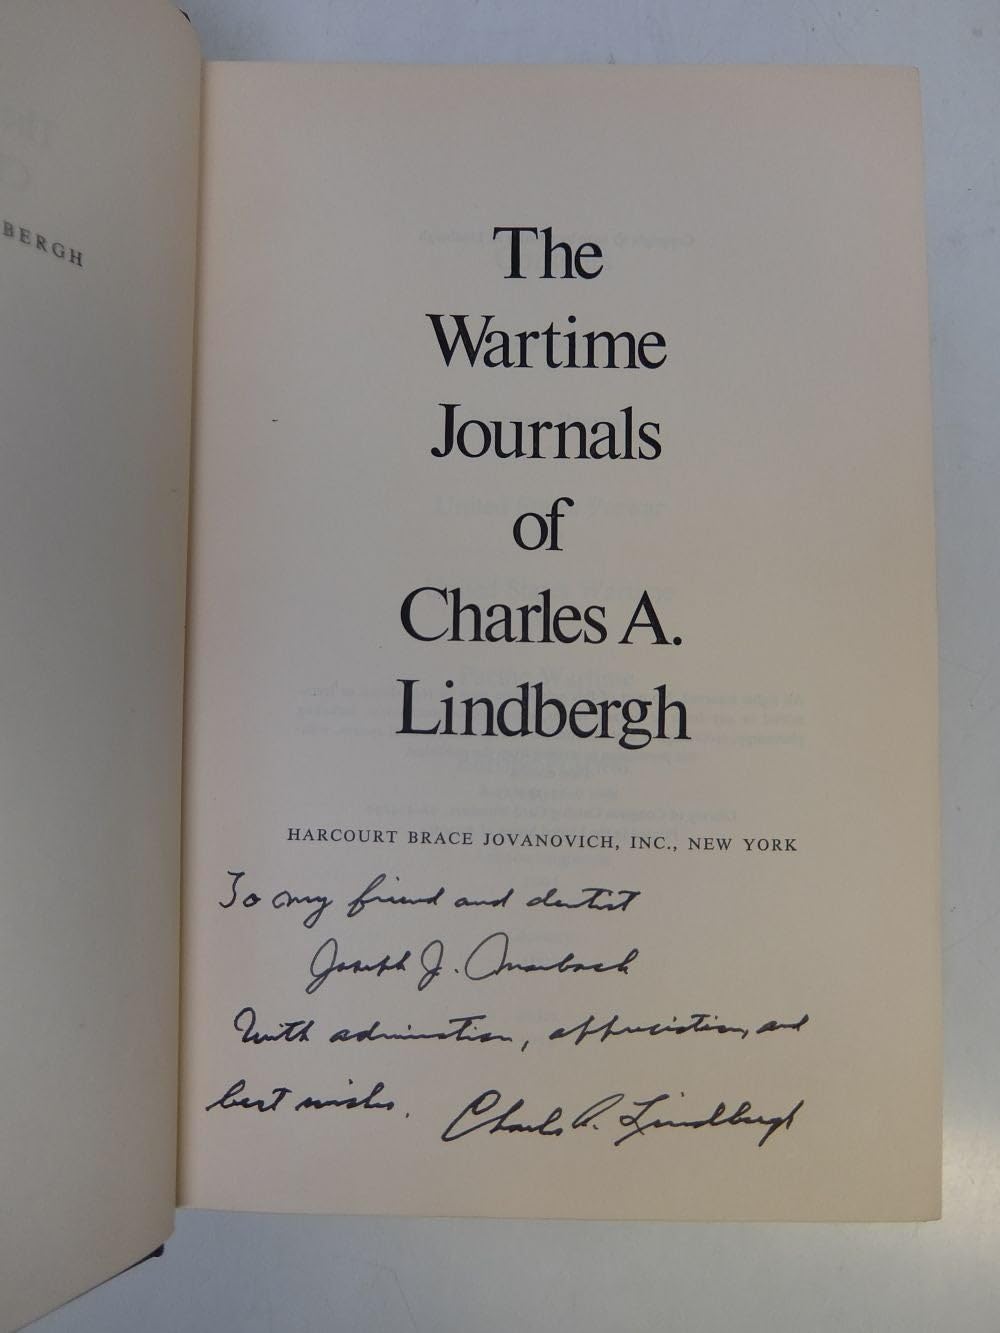 BERGH
The
Wartime
Journals
of
Charles A.
Lindbergh
HARCOURT BRACE JOVANOVICH, INC., NEW YORK
To my friend and dentist
Joseph J.
With admiration, appreciation, and
best wishes. Charles A. Lindbergh